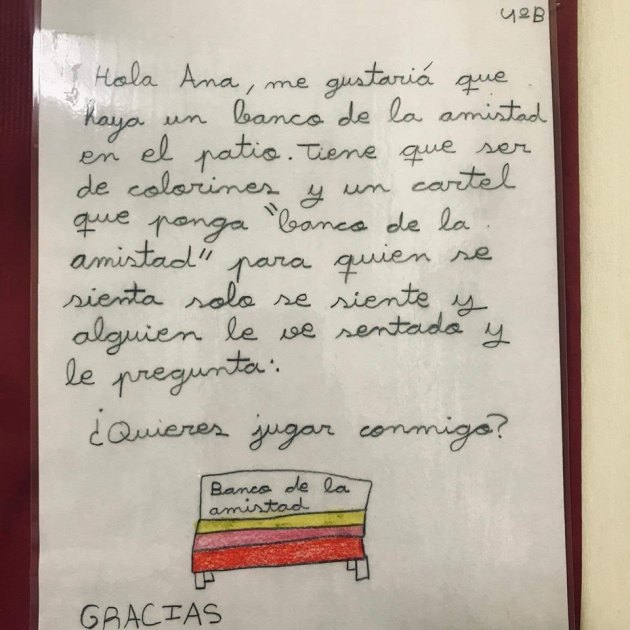 4ºB
Hola Ana, me gustariá que
haya un banco de la amistad
en el patio. Tiene que ser
de colorines y un cartel
que ponga "banco de la
amistad" para quien se
sienta solo se siente y
alguien le ve sentado y
le pregunta:
¿Quieres jugar conmigo?
Banco de la
amistad
GRACIAS